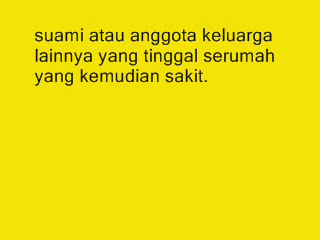 suami atau anggota keluarga
lainnya yang tinggal serumah
yang kemudian sakit.